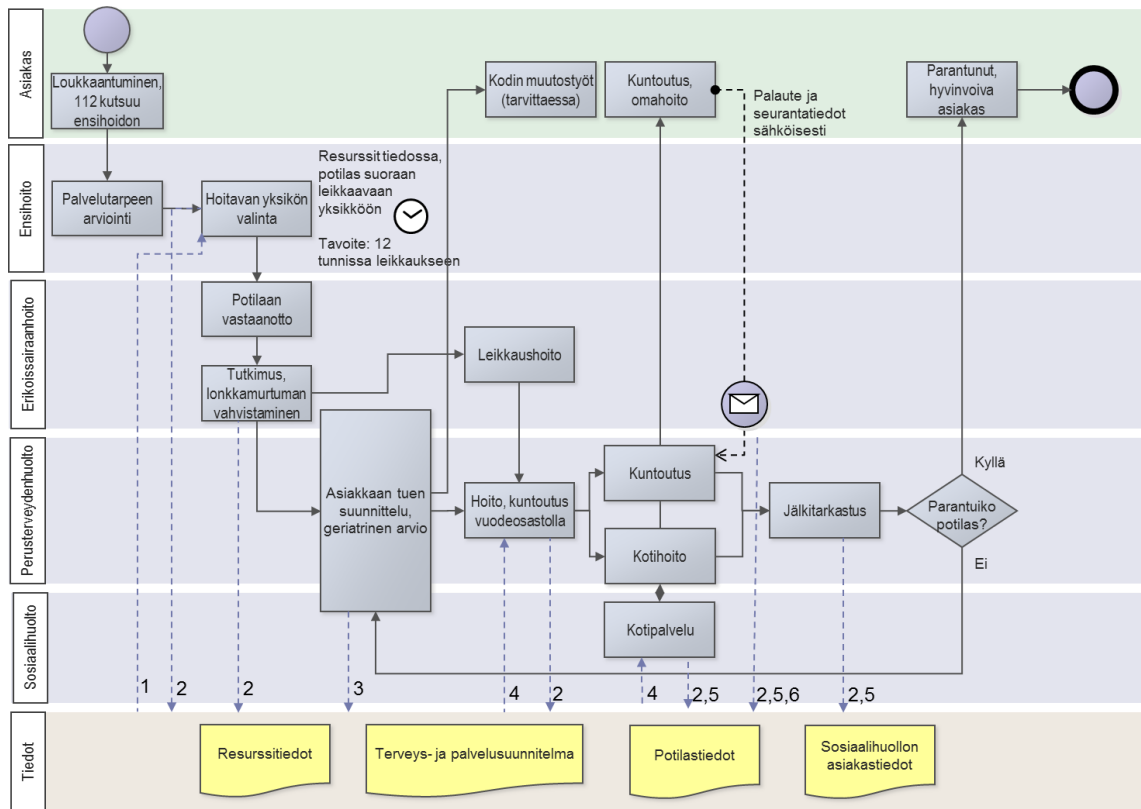 Asiakas
Loukkaantuminen,
112 kutsuu
ensihoidon
Kodin muutostyöt
(tarvittaessa)
Kuntoutus,
omahoito
Palaute ja
seurantatiedot
sähköisesti
Parantunut,
hyvinvoiva
asiakas
Ensihoito
Palvelutarpeen
arviointi
Hoitavan yksikön
valinta
Resurssit tiedossa,
potilas suoraan
leikkaavaan
yksikköön
Tavoite: 12
tunnissa leikkaukseen
Erikoissairaanhoito
Potilaan
vastaanotto
Tutkimus,
lonkkamurtuman
vahvistaminen
Leikkaushoito
Perusterveydenhuolto
Asiakkaan tuen
suunnittelu,
geriatrinen arvio
Hoito, kuntoutus
vuodeosastolla
Kuntoutus
Kotihoito
Jälkitarkastus
Kyllä
Parantuiko
potilas?
Ei
Sosiaalihuolto
Kotipalvelu
1
2
2
3
4
2
4
2,5
2,5,6
2,5
Tiedot
Resurssitiedot
Terveys- ja palvelusuunnitelma
Potilastiedot
Sosiaalihuollon
asiakastiedot